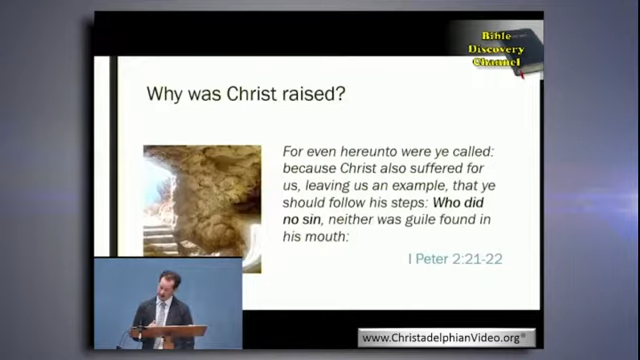 Bible
Discovery
Channel
Why was Christ raised?
For even hereunto were ye called:
because Christ also suffered for
us, leaving us an example, that ye
should follow his steps: Who did
no sin, neither was guile found in
his mouth:
I Peter 2:21-22
www.ChristadelphianVideo.org®